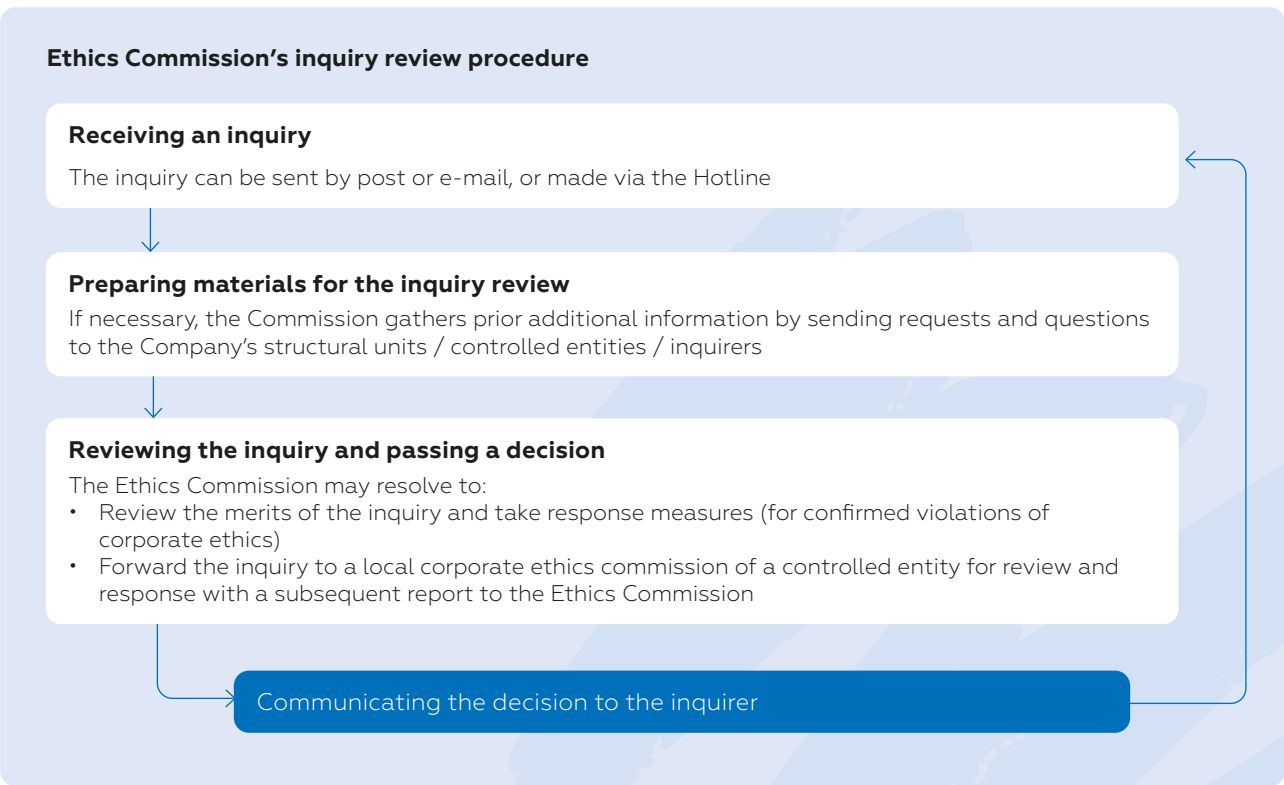 Ethics Commission’s inquiry review procedure
Receiving an inquiry
The inquiry can be sent by post or e-mail, or made via the Hotline
Preparing materials for the inquiry review
If necessary, the Commission gathers prior additional information by sending requests and questions
to the Company’s structural units / controlled entities / inquirers
Reviewing the inquiry and passing a decision
The Ethics Commission may resolve to:
• Review the merits of the inquiry and take response measures (for confirmed violations of
corporate ethics)
• Forward the inquiry to a local corporate ethics commission of a controlled entity for review and
response with a subsequent report to the Ethics Commission
Communicating the decision to the inquirer